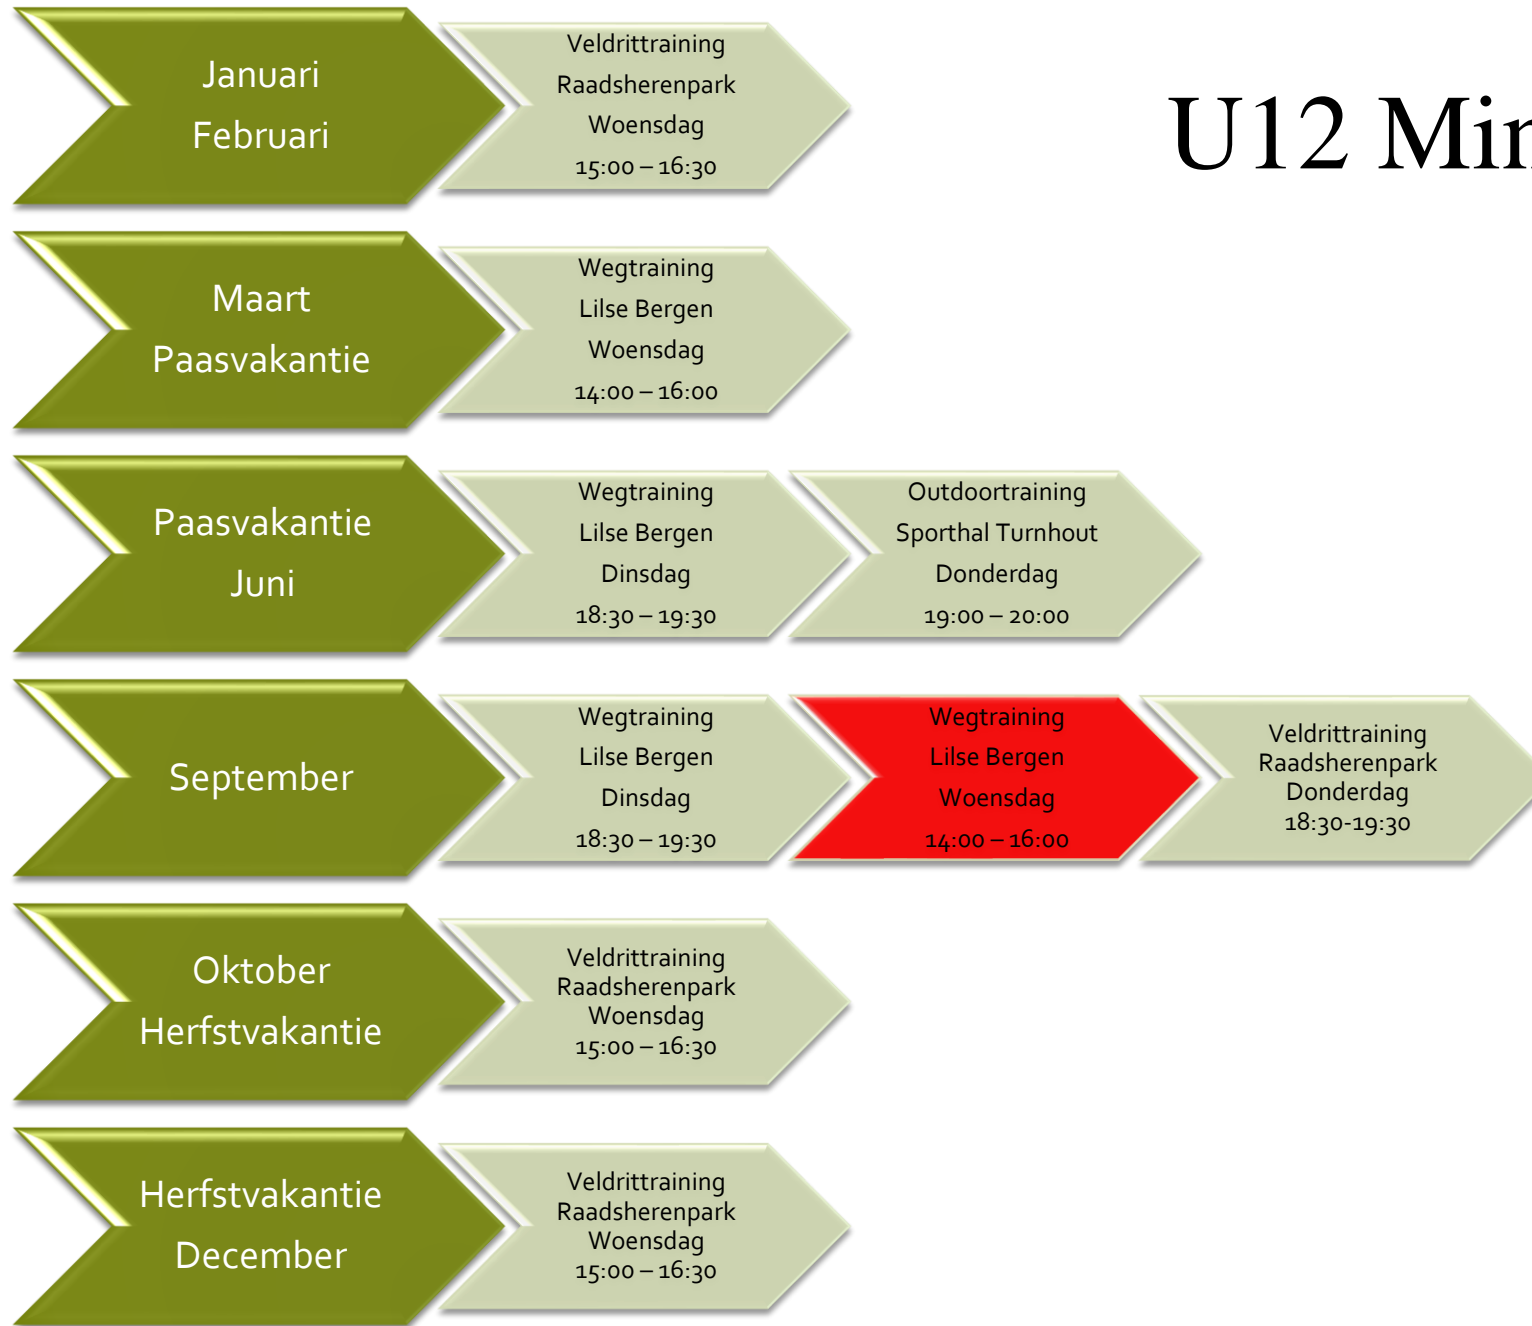 U12 Min
Januari
Februari
Veldrittraining
Raadsherenpark
Woensdag
15:00 – 16:30
Maart
Paasvakantie
Wegtraining
Lilse Bergen
Woensdag
14:00 – 16:00
Paasvakantie
Juni
Wegtraining
Lilse Bergen
Dinsdag
18:30 – 19:30
Outdoortraining
Sporthal Turnhout
Donderdag
19:00 – 20:00
September
Wegtraining
Lilse Bergen
Dinsdag
18:30 – 19:30
Wegtraining
Lilse Bergen
Woensdag
14:00 – 16:00
Veldrittraining
Raadsherenpark
Donderdag
18:30-19:30
Oktober
Herfstvakantie
Veldrittraining
Raadsherenpark
Woensdag
15:00 – 16:30
Herfstvakantie
December
Veldrittraining
Raadsherenpark
Woensdag
15:00 – 16:30